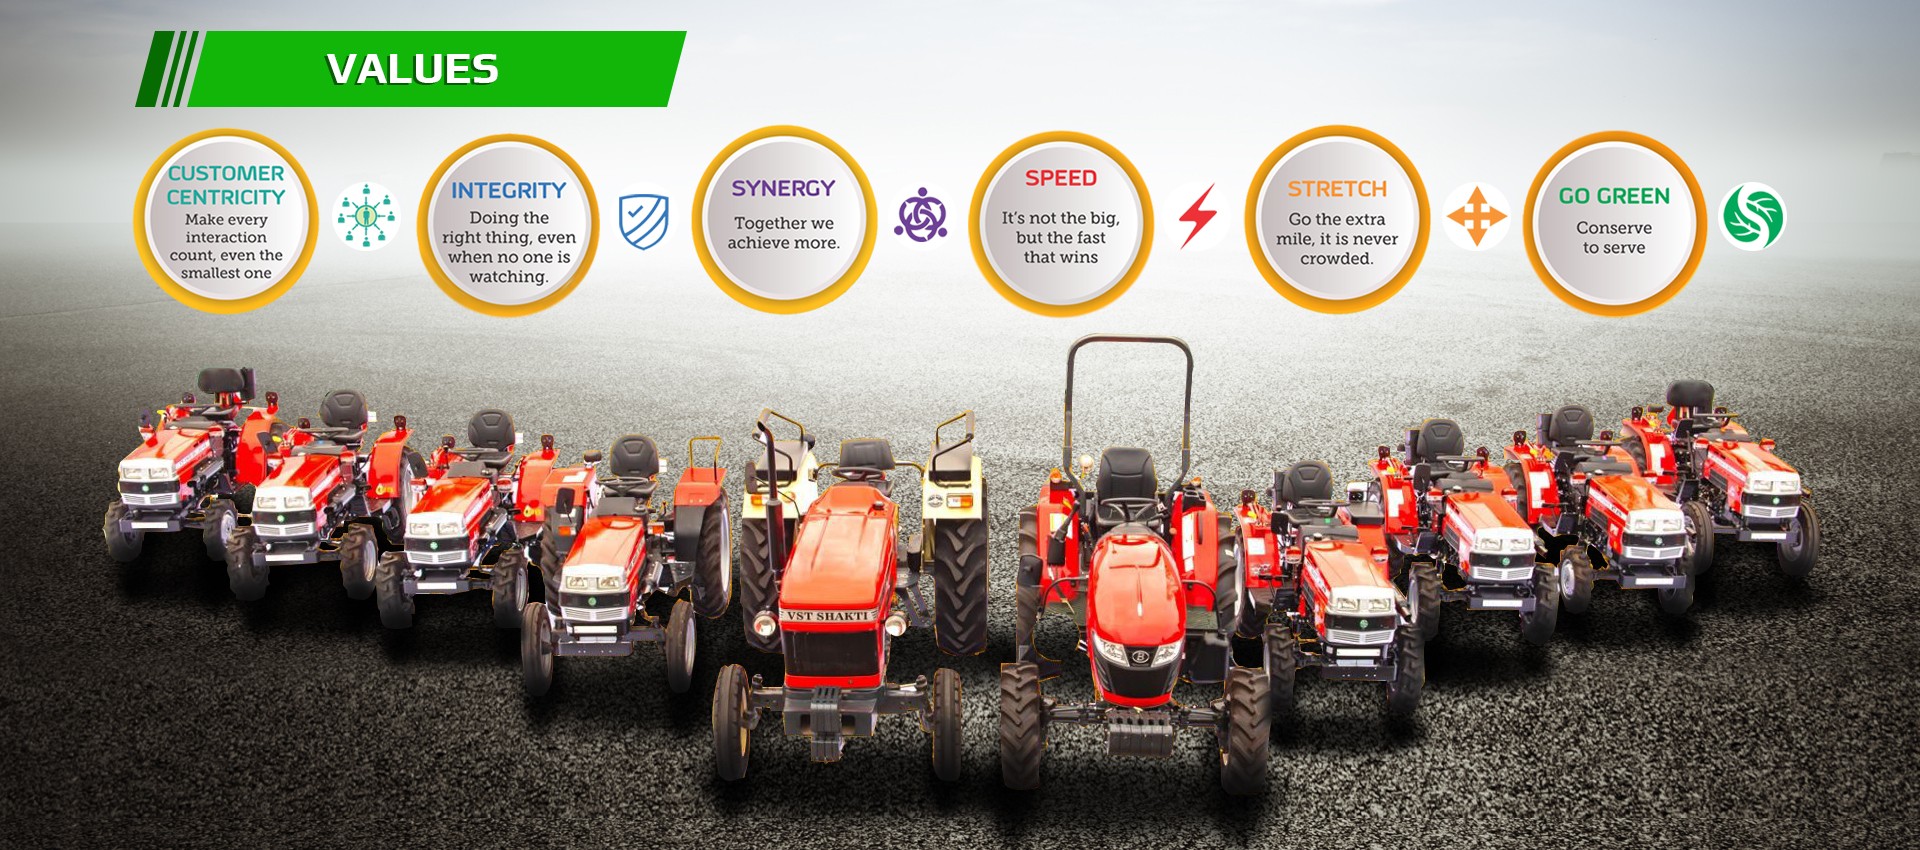 VALUES
CUSTOMER
CENTRICITY
Make every
interaction
count, even the
smallest one
INTEGRITY
Doing the
right thing, even
when no one is
watching.
SYNERGY
Together we
achieve more.
SPEED
It's not the big,
but the fast
that wins
STRETCH
Go the extra
mile, it is never
crowded.
GO GREEN
Conserve
to serve
VST SHAKTI